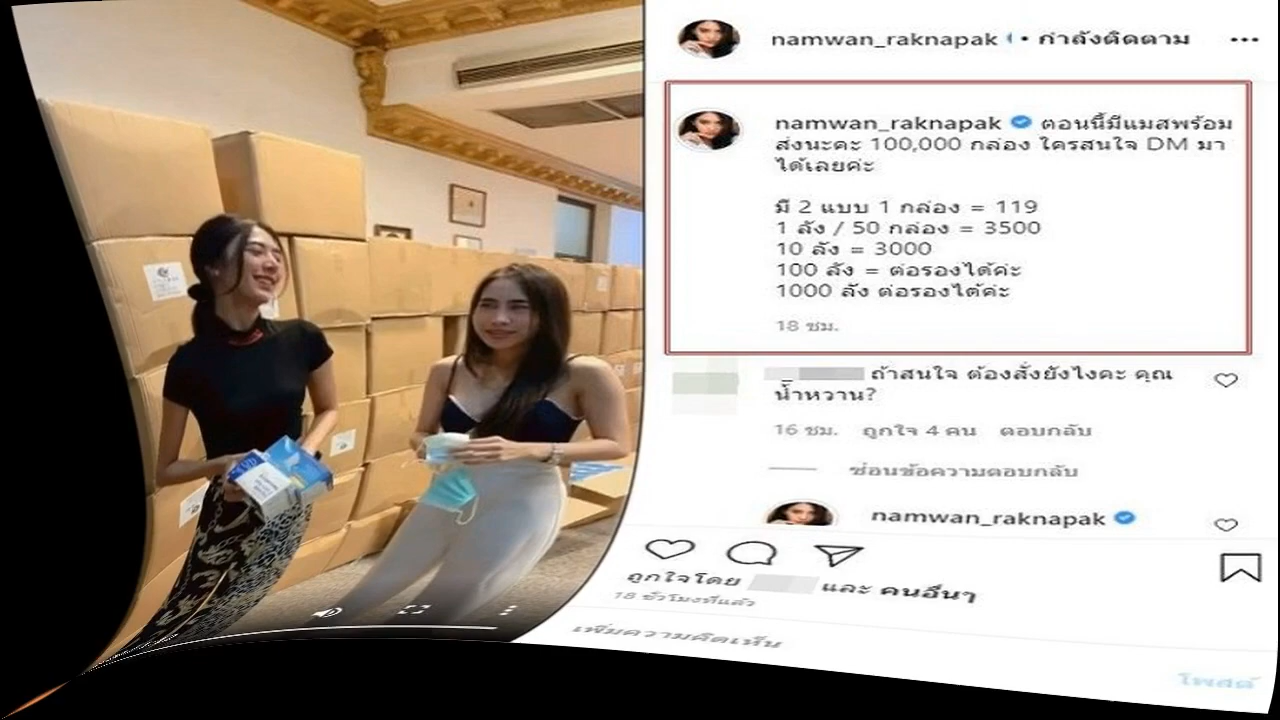 namwan_raknapak • กำลังติดตาม
namwan_raknapak ตอนนี้มีแมสพร้อม
ส่งนะคะ 100,000 กล่อง ใครสนใจ DM มา
ได้เลยค่ะ
มี 2 แบบ 1 กล่อง = 119
1 ลัง / 50 กล่อง = 3500
10 ลัง = 3000
100 ลัง = ต่อรองได้ค่ะ
1000 ลัง ต่อรองได้ค่ะ
18 ชม.
ถ้าสนใจ ต้องสั่งยังไงคะ คุณ
น้ำหวาน?
16 ชม. ถูกใจ 4 คน ตอบกลับ
ซ่อนข้อความตอบกลับ
namwan_raknapak
ถูกใจโดย และ คนอื่นๆ
18 ชั่วโมงที่แล้ว
เพิ่มความคิดเห็น
โพสต์